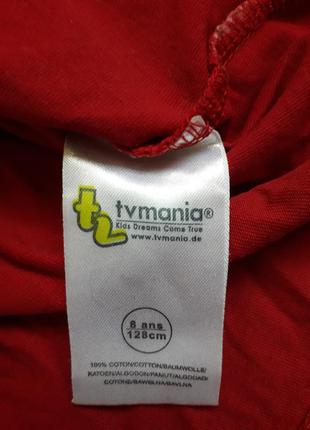 tvmania®
Kids Dreams Come True
www.tvmania.de
8 ans
128cm
100% COTON/COTTON/BAUMWOLLE/
KATOEN/ALGODON/PAMUT/ALGODAO/
COTONE/BAWELNA/BAVLNA